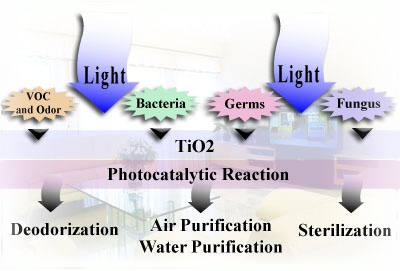 Light
Light
VOC
and Odor
Bacteria
Germs
Fungus
TiO2
Photocatalytic Reaction
Deodorization
Air Purification
Water Purification
Sterilization